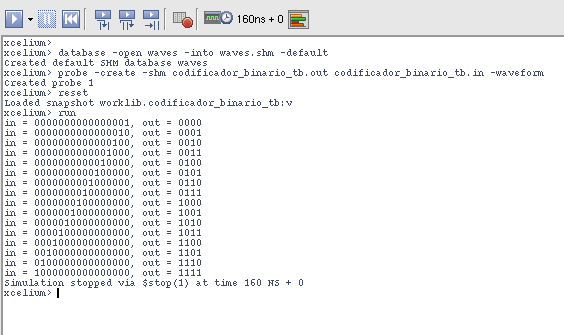 160ns + 0
xcelium>
xcelium> database -open waves -into waves.shm -default
Created default SHM database waves
xcelium> probe -create -shm codificador_binario_tb.out codificador_binario_tb.in -waveform
Created probe 1
xcelium> reset
Loaded snapshot worklib.codificador_binario_tb:v
xcelium> run
in = 0000000000000001, out = 0000
in = 0000000000000010, out = 0001
in = 0000000000000100, out = 0010
in = 0000000000001000, out = 0011
in = 0000000000010000, out = 0100
in = 0000000000100000, out = 0101
in = 0000000001000000, out = 0110
in = 0000000010000000, out = 0111
in = 0000000100000000, out = 1000
in = 0000001000000000, out = 1001
in = 0000010000000000, out = 1010
in = 0000100000000000, out = 1011
in = 0001000000000000, out = 1100
in = 0010000000000000, out = 1101
in = 0100000000000000, out = 1110
in = 1000000000000000, out = 1111
Simulation stopped via $stop(1) at time 160 NS + 0
xcelium>